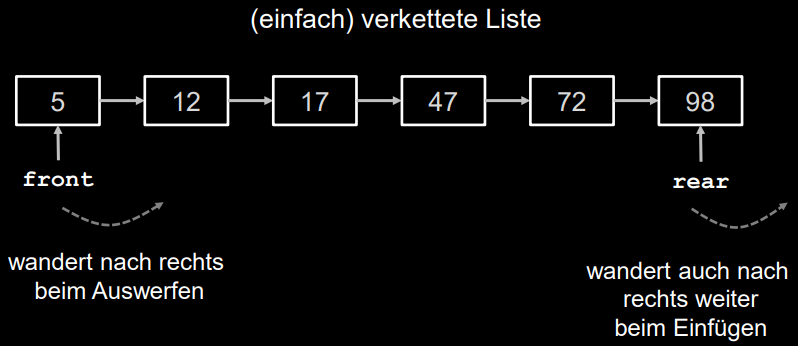 (einfach) verkettete Liste
5 12 17 47 72 98
front rear
wandert nach rechts
beim Auswerfen
wandert auch nach
rechts weiter
beim Einfügen